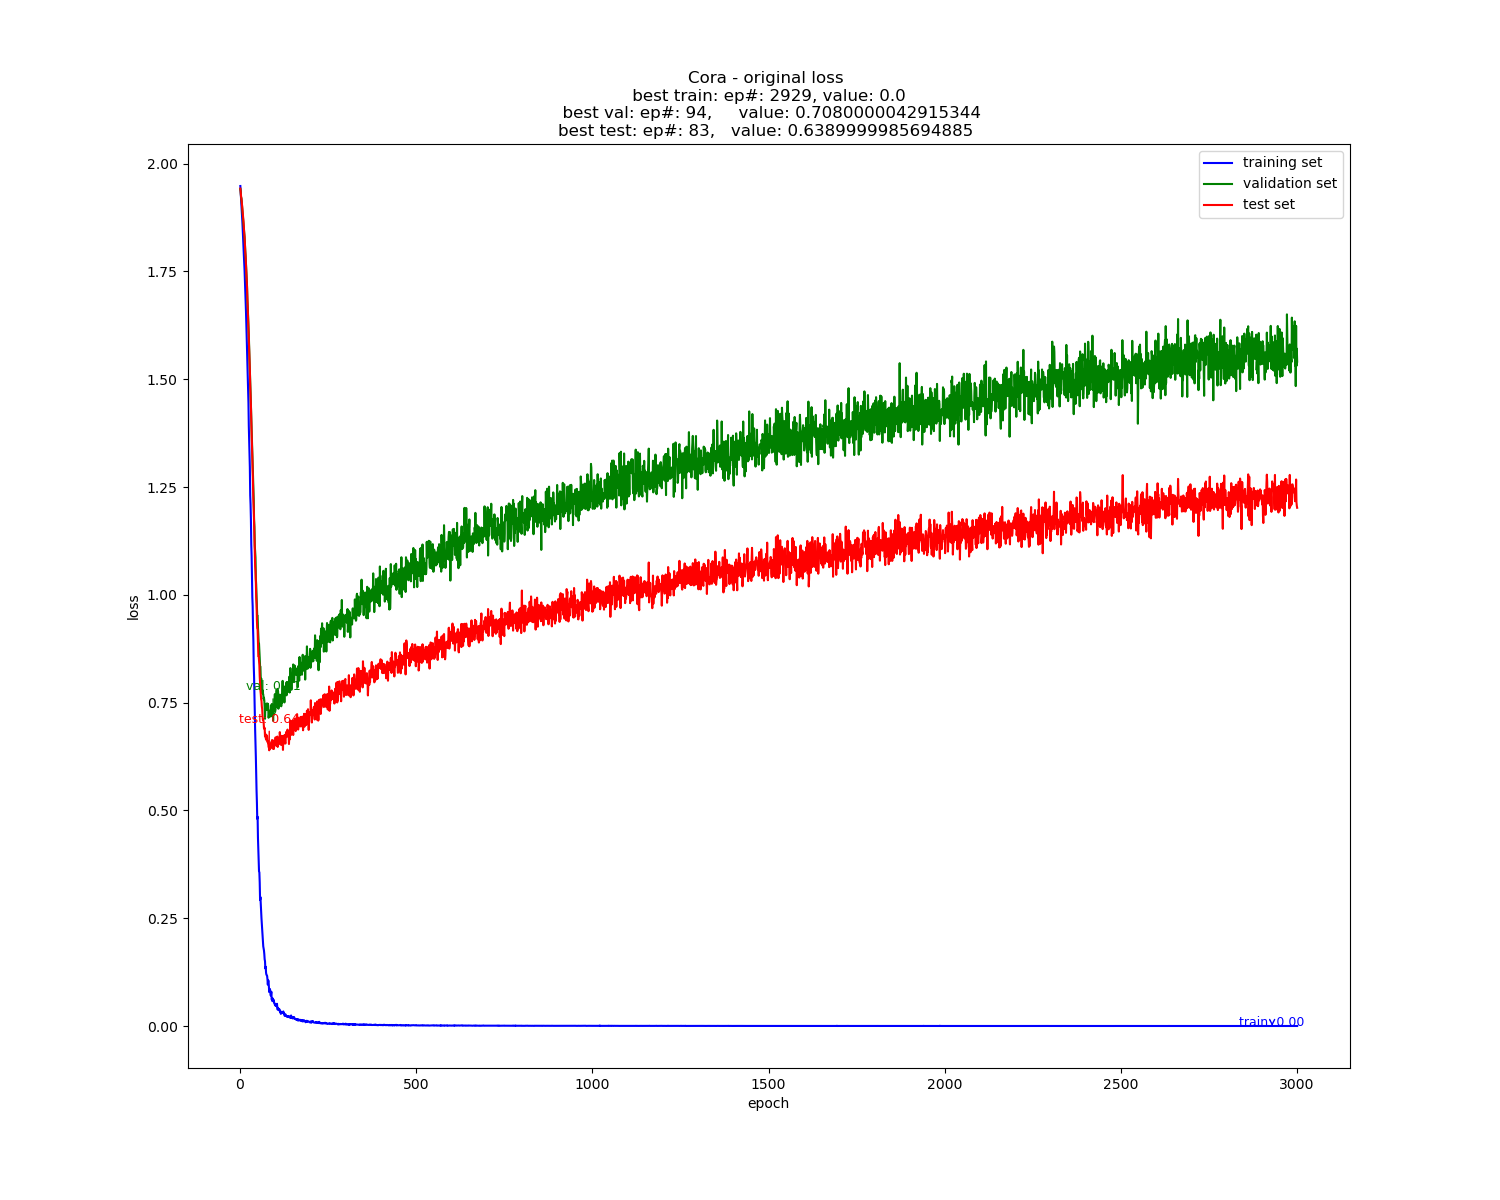 Cora - original loss
best train: ep#: 2929, value: 0.0
best val: ep#: 94, value: 0.7080000042915344
best test: ep#: 83, value: 0.6389999985694885
training set
validation set
test set
2.00
1.75
1.50
1.25
1.00
0.75
0.50
0.25
0.00
loss
test: 0.64
0.00
0
500
1000
1500
2000
2500
3000
epoch